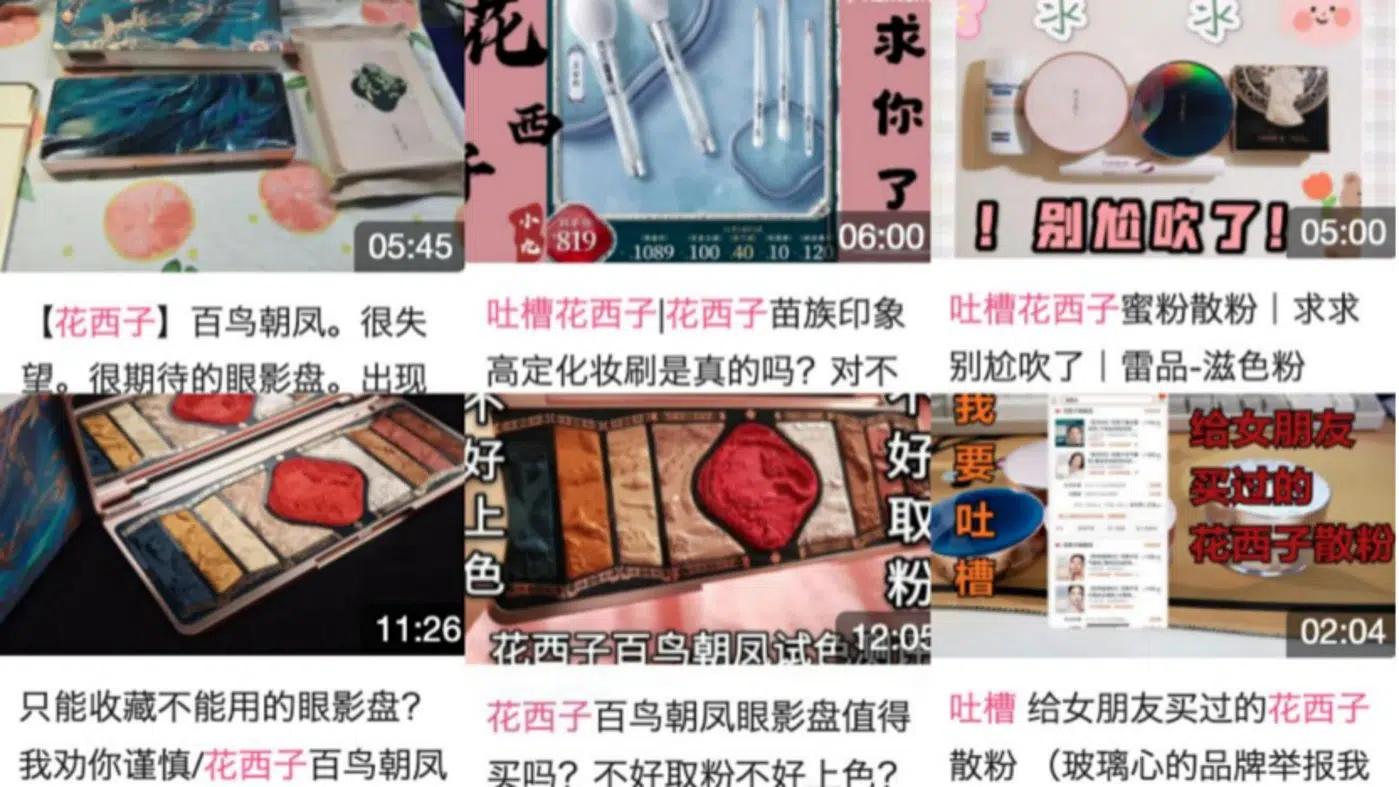 花
西
子
小九
819
1089 100 40 10 120
求
你
了
求 求
！别尬吹了！
05:45
06:00
05:00
【花西子】百鸟朝凤。很失
望。很期待的眼影盘。出现
吐槽花西子|花西子苗族印象
高定化妆刷是真的吗？对不
吐槽花西子蜜粉散粉｜求求
别尬吹了｜雷品-滋色粉
不
好
上
色
不
好
取
粉
花西子百鸟朝凤试色
我
要
吐
槽
给女朋友
买过的
花西子散粉
11:26
12:05
02:04
只能收藏不能用的眼影盘？
我劝你谨慎/花西子百鸟朝凤
花西子百鸟朝凤眼影盘值得
买吗？不好取粉不好上色？
吐槽 给女朋友买过的花西子
散粉 （玻璃心的品牌举报我